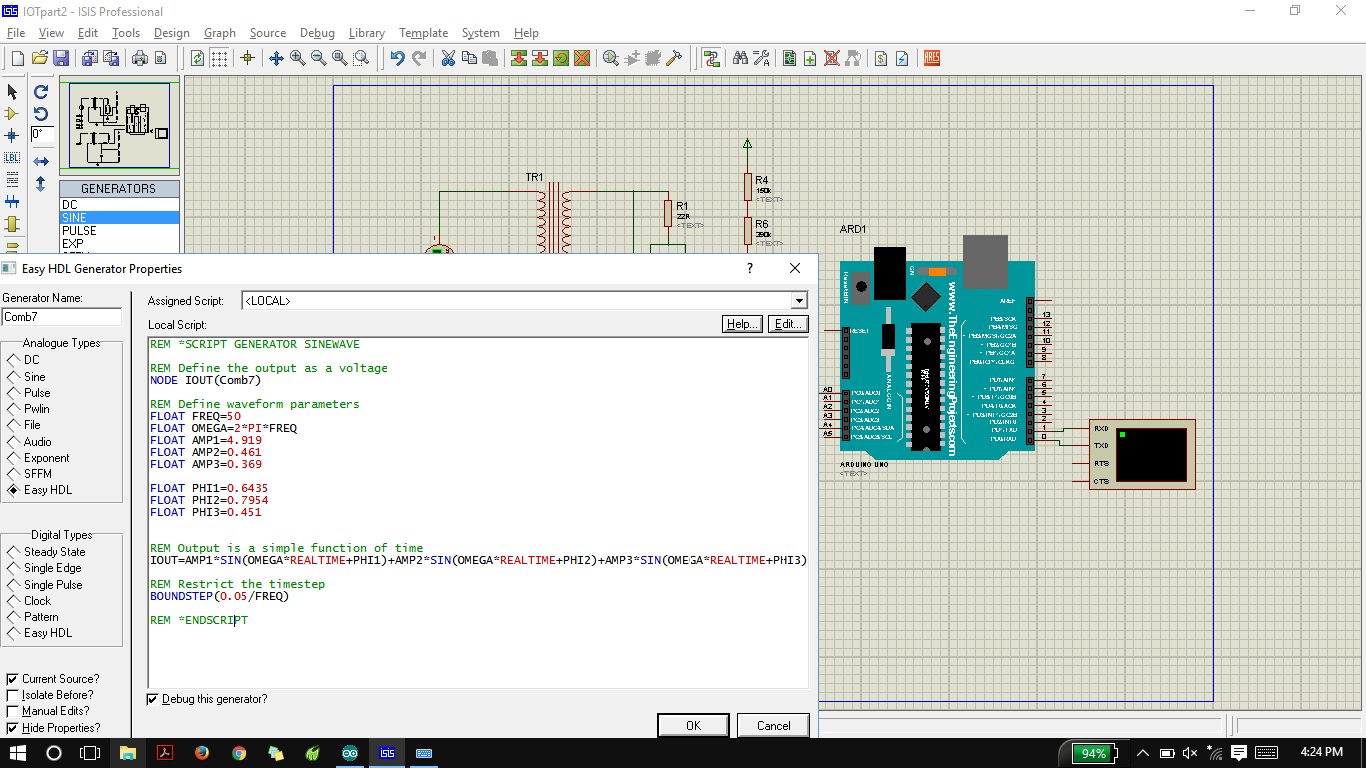 IOTpart2 - ISIS Professional
File View Edit Tools Design Graph Source Debug Library Template System Help
LBL
0°
GENERATORS
DC
SINE
PULSE
EXP
TR1
R1
22R
<TEXT>
R4
150k
<TEXT>
R6
390k
<TEXT>
ARD1
Easy HDL Generator Properties
Generator Name:
Comb7
Analogue Types
DC
Sine
Pulse
Pwlin
File
Audio
Exponent
SFFM
Easy HDL
Digital Types
Steady State
Single Edge
Single Pulse
Clock
Pattern
Easy HDL
Current Source?
Isolate Before?
Manual Edits?
Hide Properties?
Assigned Script: <LOCAL>
Local Script:
Help...
Edit...
REM *SCRIPT GENERATOR SINEWAVE
REM Define the output as a voltage
NODE IOUT(Comb7)
REM Define waveform parameters
FLOAT FREQ=50
FLOAT OMEGA=2*PI*FREQ
FLOAT AMP1=4.919
FLOAT AMP2=0.461
FLOAT AMP3=0.369
FLOAT PHI1=0.6435
FLOAT PHI2=0.7954
FLOAT PHI3=0.451
REM Output is a simple function of time
IOUT=AMP1*SIN(OMEGA*REALTIME+PHI1)+AMP2*SIN(OMEGA*REALTIME+PHI2)+AMP3*SIN(OMEGA*REALTIME+PHI3)
REM Restrict the timestep
BOUNDSTEP(0.05/FREQ)
REM *ENDSCRIPT
Debug this generator?
OK
Cancel
ON
www.TheEngineeringProjects.com
RESET
AREF
13
12
11
10
9
8
7
6
5
4
3
2
1
0
A0
A1
A2
A3
A4
A5
ANALOG IN
ARDUINO UNO
<TEXT>
RXD
TXD
RTS
CTS
ARES
isis
94%
4:24 PM